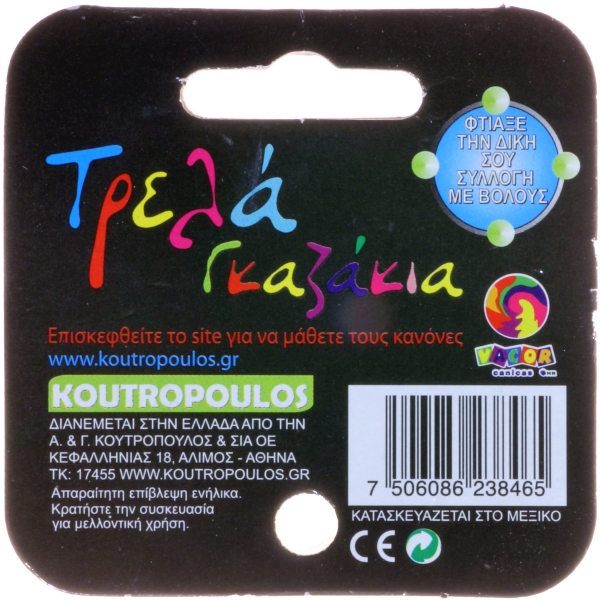 ΦΤΙΑΞΕ
ΤΗΝ ΔΙΚΗ
ΣΟΥ
ΣΥΛΛΟΓΗ
ΜΕ ΒΟΛΟΥΣ
Τρελά
γκαζάκια
Επισκεφθείτε το site για να μάθετε τους κανόνες
www.koutropoulos.gr
VACOR
canicas
KOUTROPOULOS
ΔΙΑΝΕΜΕΤΑΙ ΣΤΗΝ ΕΛΛΑΔΑ ΑΠΟ ΤΗΝ
Α. & Γ. ΚΟΥΤΡΟΠΟΥΛΟΣ & ΣΙΑ ΟΕ
ΚΕΦΑΛΛΗΝΙΑΣ 18, ΑΛΙΜΟΣ - ΑΘΗΝΑ
ΤΚ: 17455 WWW.KOUTROPOULOS.GR
Απαραίτητη επίβλεψη ενήλικα.
Κρατήστε την συσκευασία
για μελλοντική χρήση.
7 506086 238465
ΚΑΤΑΣΚΕΥΑΖΕΤΑΙ ΣΤΟ ΜΕΞΙΚΟ
CE